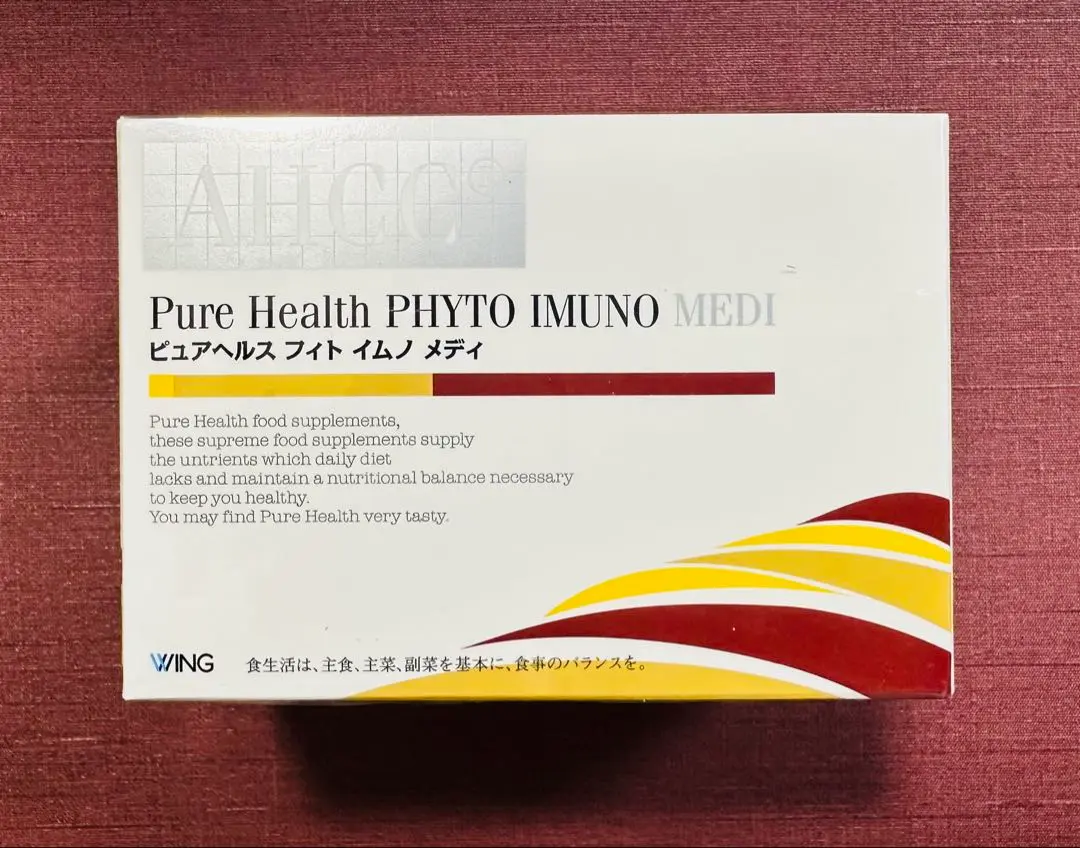 AHCC®
Pure Health PHYTO IMUNO MEDI
ピュアヘルス フィト イムノ メディ
Pure Health food supplements,
these supreme food supplements supply
the untrients which daily diet
lacks and maintain a nutritional balance necessary
to keep you healthy.
You may find Pure Health very tasty.
WING 食生活は、主食、主菜、副菜を基本に、食事のバランスを。